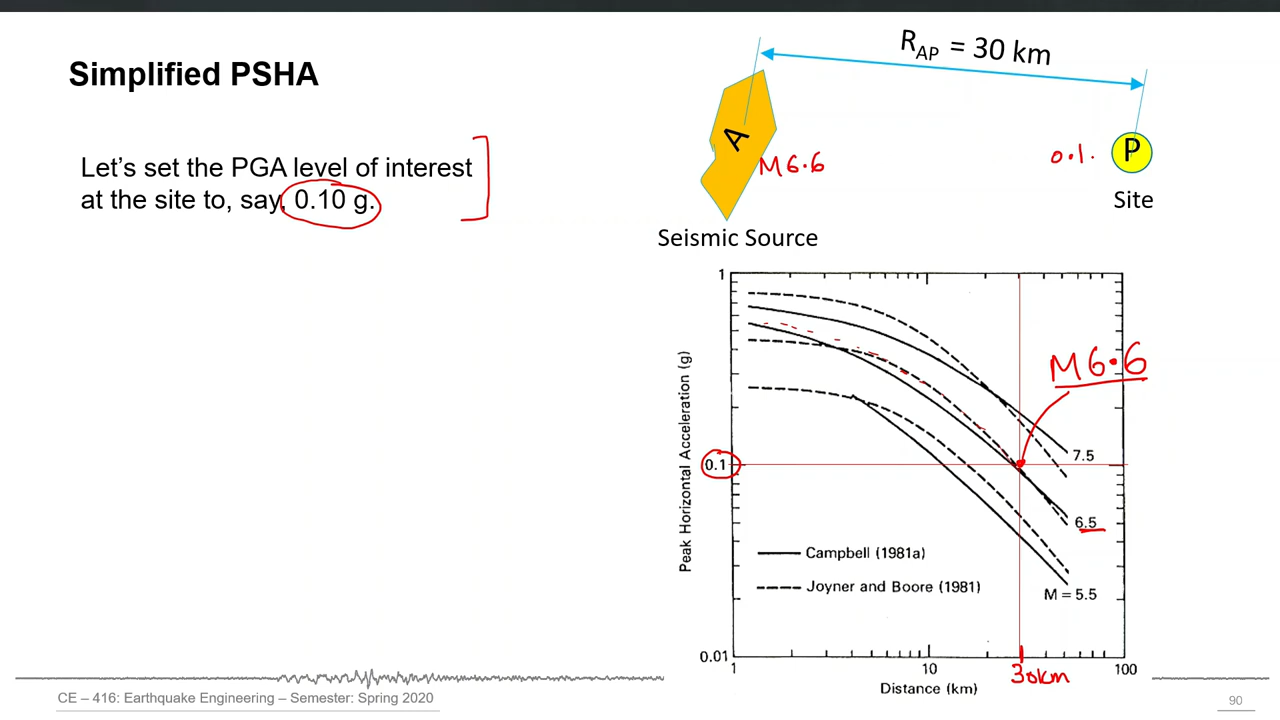 Simplified PSHA
Let's set the PGA level of interest
at the site to, say, 0.10 g.
R_AP = 30 km
A
M6.6
0.1.
P
Site
Seismic Source
1
0.1
0.01
Peak Horizontal Acceleration (g)
M6.6
7.5
6.5
M = 5.5
Campbell (1981a)
Joyner and Boore (1981)
1
10
100
30km
Distance (km)
CE – 416: Earthquake Engineering – Semester: Spring 2020
90